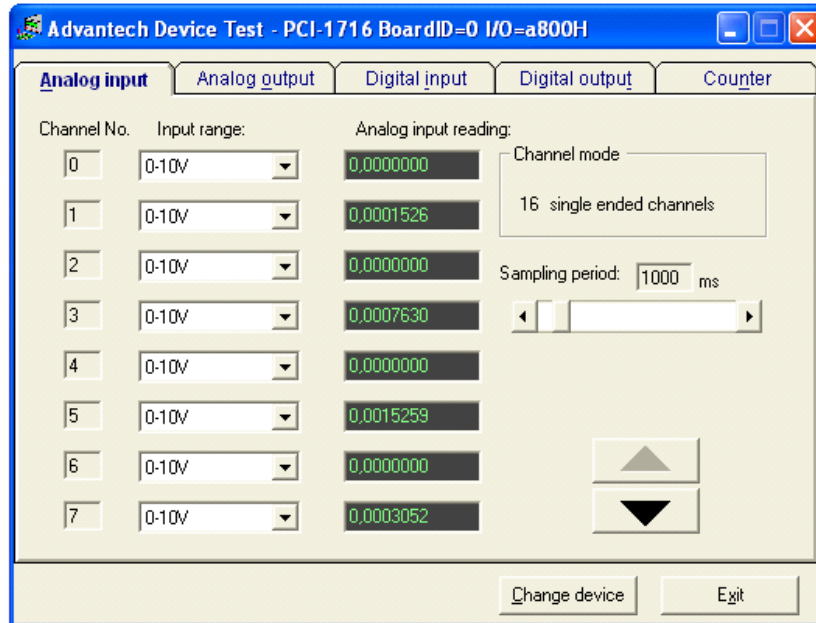 Advantech Device Test - PCI-1716 BoardID=0 I/O=a800H
Analog input Analog output Digital input Digital output Counter
Channel No. Input range: Analog input reading:
0 0-10V 0,0000000
Channel mode
1 0-10V 0,0001526
16 single ended channels
2 0-10V 0,0000000
Sampling period: 1000 ms
3 0-10V 0,0007630
4 0-10V 0,0000000
5 0-10V 0,0015259
6 0-10V 0,0000000
7 0-10V 0,0003052
Change device Exit